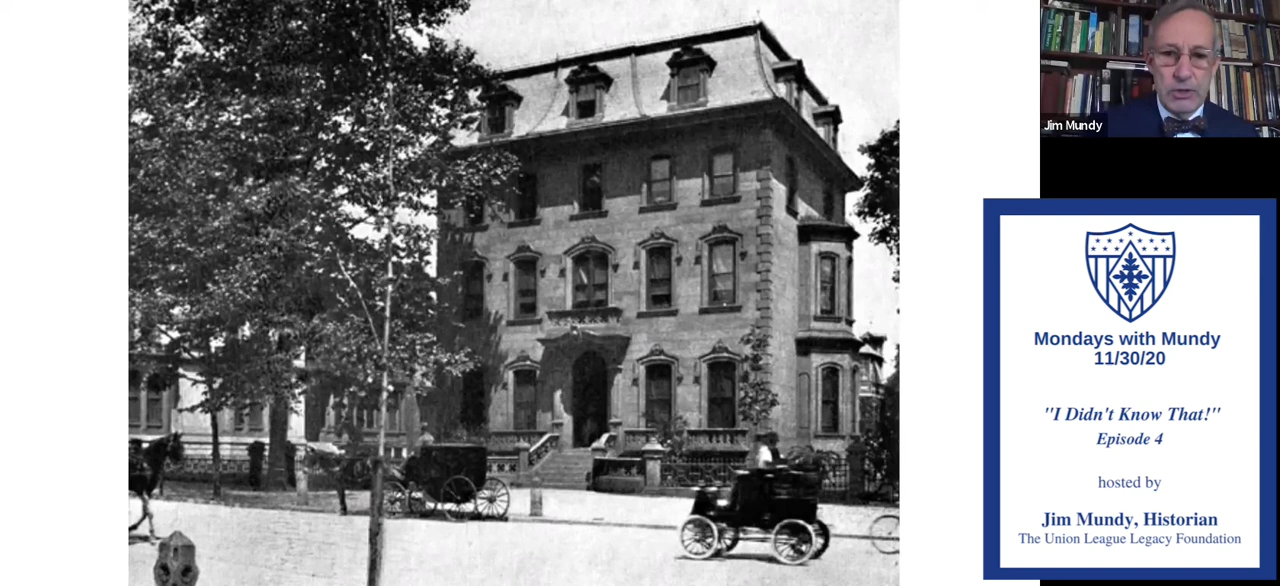 Jim Mundy
Mondays with Mundy
11/30/20
"I Didn't Know That!"
Episode 4
hosted by
Jim Mundy, Historian
The Union League Legacy Foundation